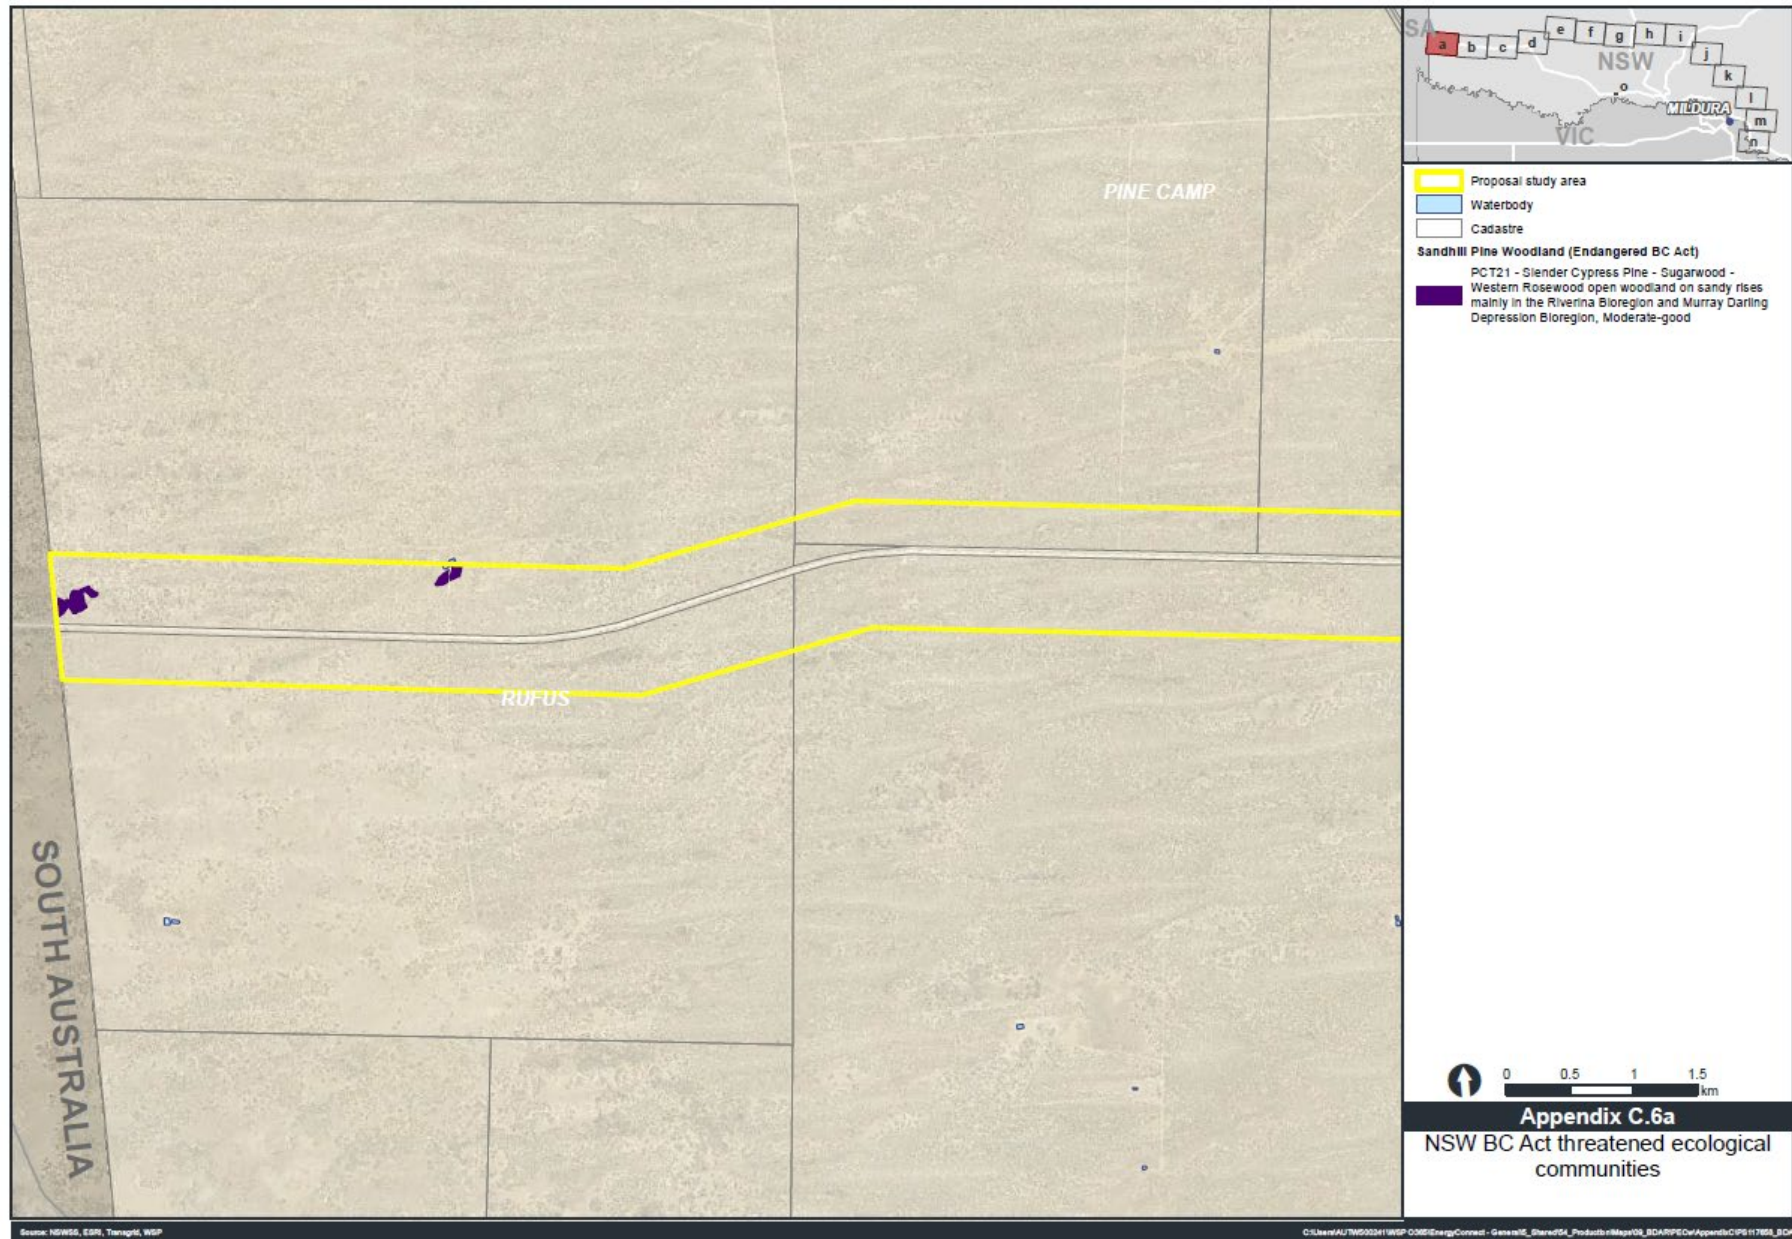 PINE CAMP
RUFUS
SOUTH AUSTRALIA
SA
a
b
c
d
e
f
g
h
i
NSW
j
k
o
l
MILDURA
m
VIC
n
Proposal study area
Waterbody
Cadastre
Sandhill Pine Woodland (Endangered BC Act)
PCT21 - Slender Cypress Pine - Sugarwood -
Western Rosewood open woodland on sandy rises
mainly in the Riverina Bioregion and Murray Darling
Depression Bioregion, Moderate-good
0 0.5 1 1.5
km
Appendix C.6a
NSW BC Act threatened ecological
communities
Source: NSWSS, ESRI, Transgrid, WSP